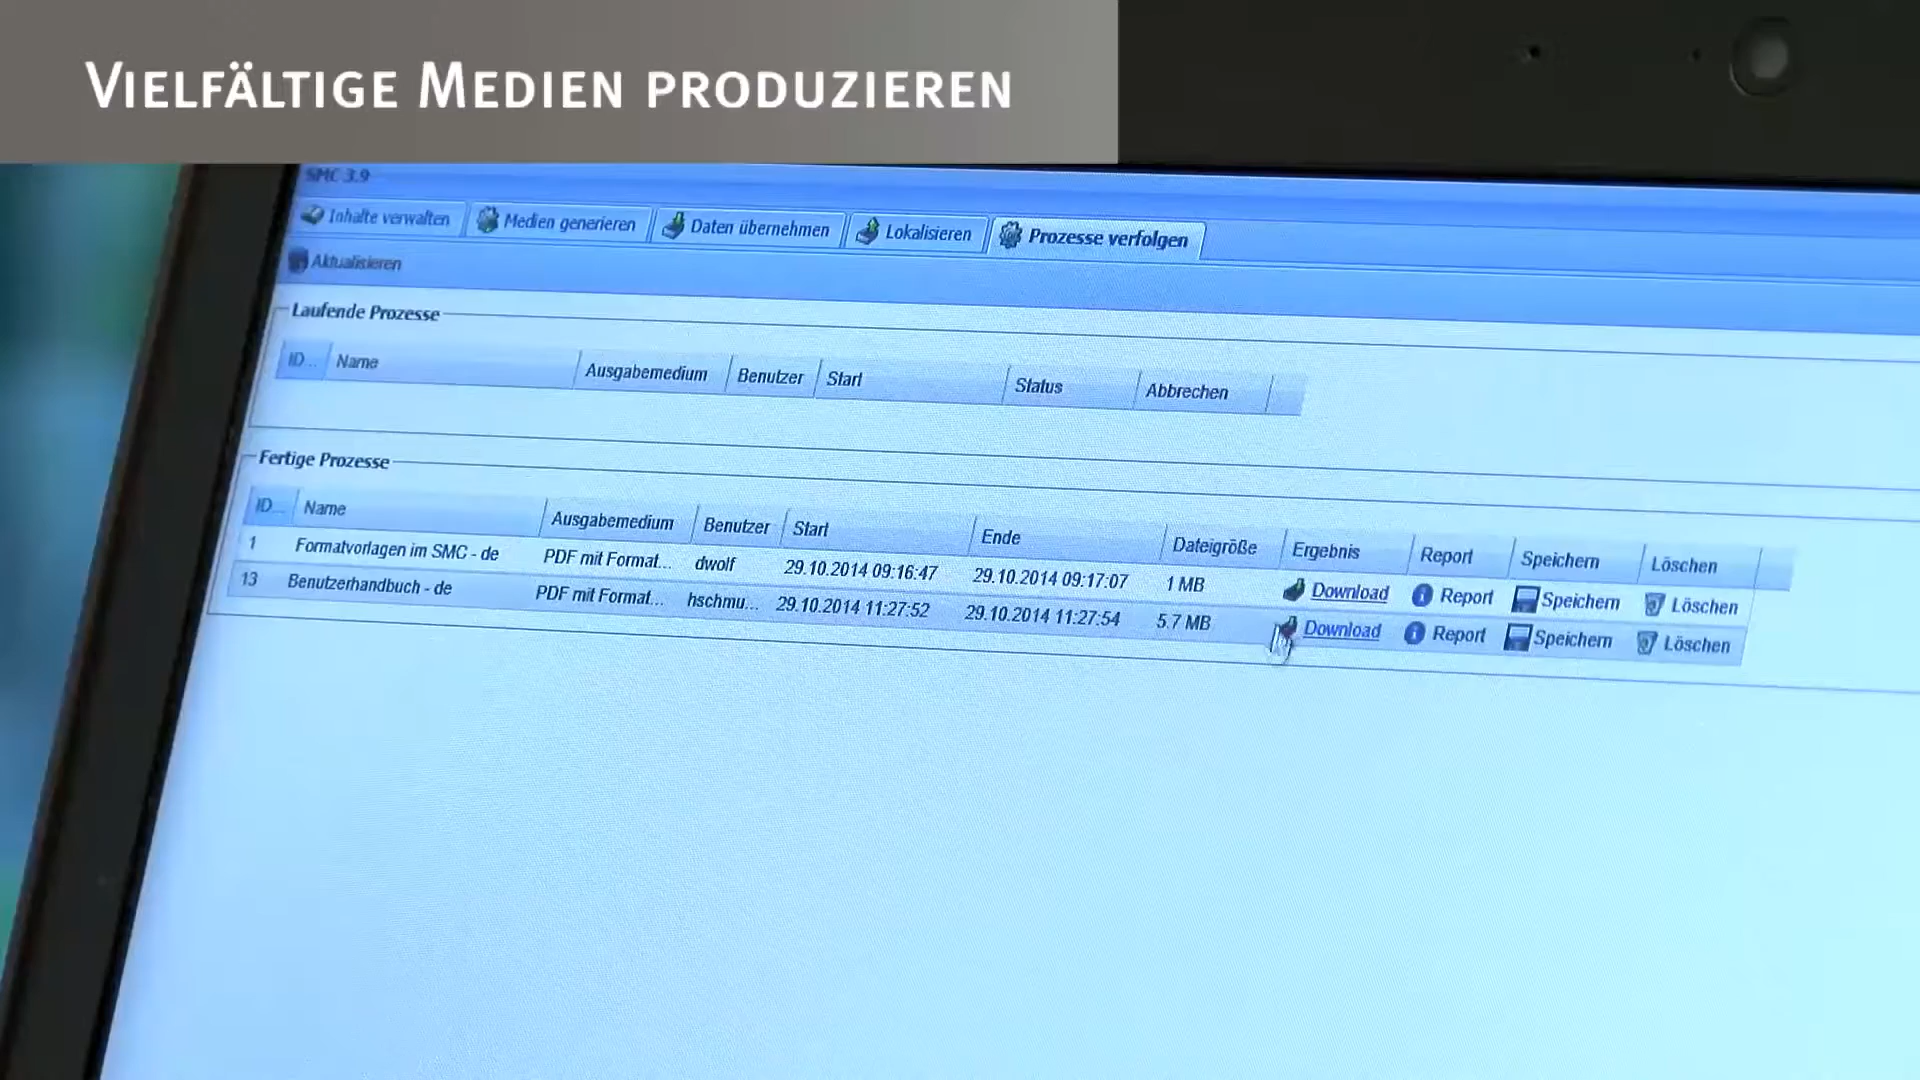 VIELFÄLTIGE MEDIEN PRODUZIEREN
SMC 3.9
Inhalte verwalten Medien generieren Daten übernehmen Lokalisieren Prozesse verfolgen
Aktualisieren
Laufende Prozesse
ID... Name Ausgabemedium Benutzer Start Status Abbrechen
Fertige Prozesse
ID... Name Ausgabemedium Benutzer Start Ende Dateigröße Ergebnis Report Speichern Löschen
1 Formatvorlagen im SMC - de PDF mit Format... dwolf 29.10.2014 09:16:47 29.10.2014 09:17:07 1 MB Download Report Speichern Löschen
13 Benutzerhandbuch - de PDF mit Format... hschmu... 29.10.2014 11:27:52 29.10.2014 11:27:54 5.7 MB Download Report Speichern Löschen